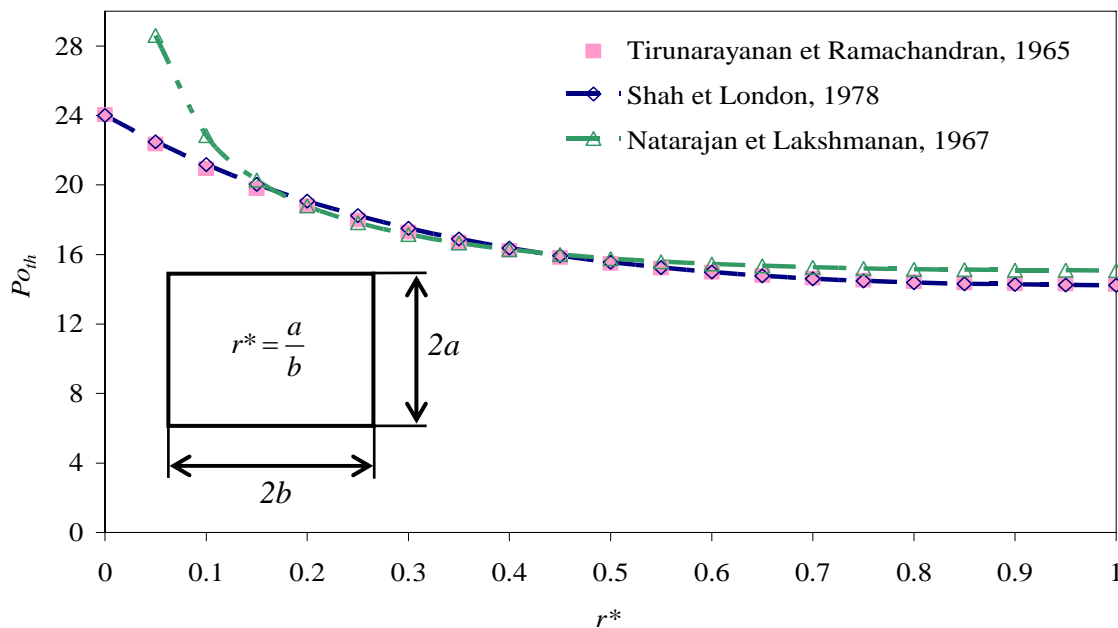 28
24
20
16
12
8
4
0
Po_th
Tirunarayanan et Ramachandran, 1965
Shah et London, 1978
Natarajan et Lakshmanan, 1967
r* = a/b
2a
2b
0 0.1 0.2 0.3 0.4 0.5 0.6 0.7 0.8 0.9 1
r*